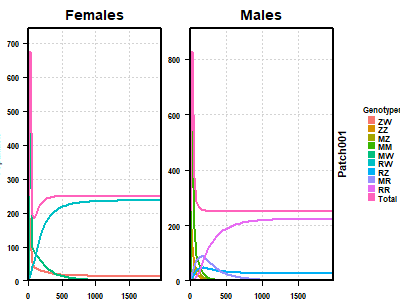 Females Males
700
600
500
400
300
200
100
0
0 500 1000 1500
800
600
400
200
0
0 500 1000 1500
Patch001
Genotypes
ZW
ZZ
MZ
MM
MW
RW
RZ
MR
RR
Total